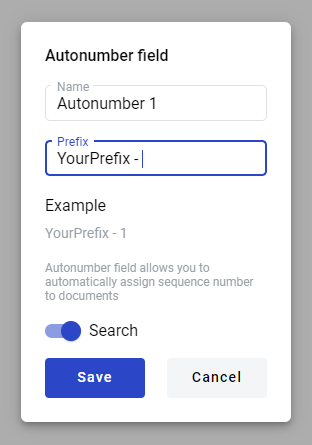 Autonumber field
Name
Autonumber 1
Prefix
YourPrefix -
Example
YourPrefix - 1
Autonumber field allows you to
automatically assign sequence number
to documents
Search
Save
Cancel